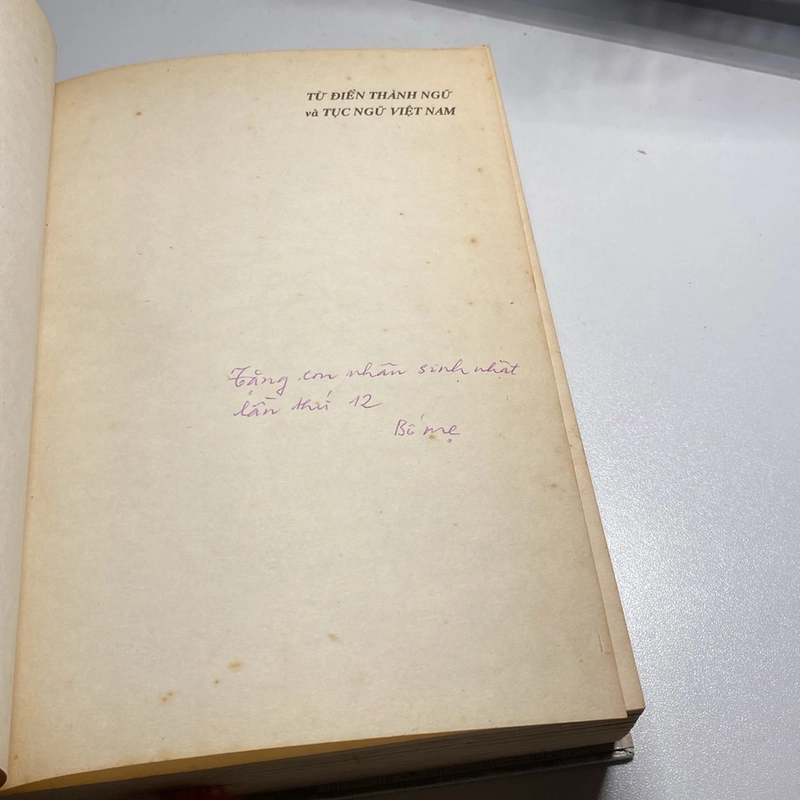 TỪ ĐIỂN THÀNH NGỮ
và TỤC NGỮ VIỆT NAM
Tặng con nhân sinh nhật
lần thứ 12
Bố mẹ